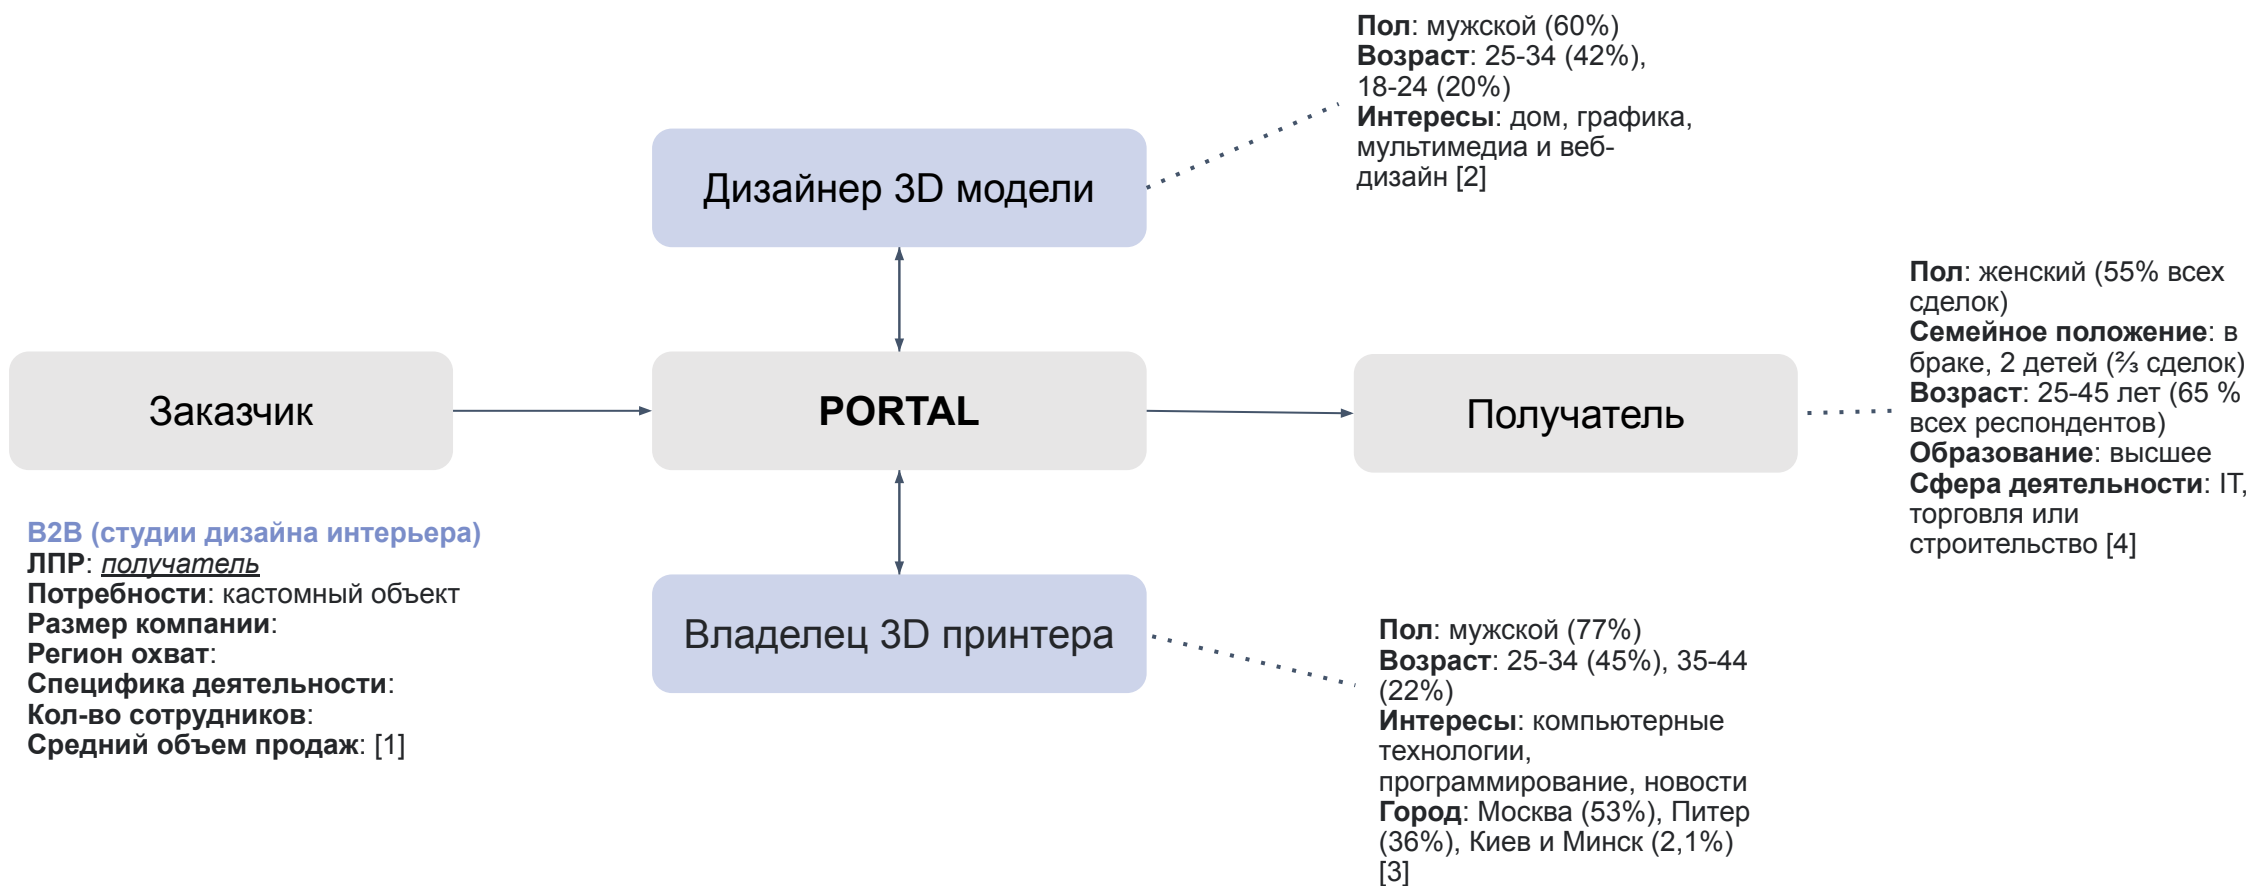 Пол: мужской (60%)
Возраст: 25-34 (42%),
18-24 (20%)
Интересы: дом, графика,
мультимедиа и веб-
дизайн [2]
Дизайнер 3D модели
Пол: женский (55% всех
сделок)
Семейное положение: в
браке, 2 детей (⅔ сделок)
Возраст: 25-45 лет (65 %
всех респондентов)
Образование: высшее
Сфера деятельности: IT,
торговля или
строительство [4]
Заказчик
PORTAL
Получатель
B2B (студии дизайна интерьера)
ЛПР: получатель
Потребности: кастомный объект
Размер компании:
Регион охват:
Специфика деятельности:
Кол-во сотрудников:
Средний объем продаж: [1]
Владелец 3D принтера
Пол: мужской (77%)
Возраст: 25-34 (45%), 35-44
(22%)
Интересы: компьютерные
технологии,
программирование, новости
Город: Москва (53%), Питер
(36%), Киев и Минск (2,1%)
[3]